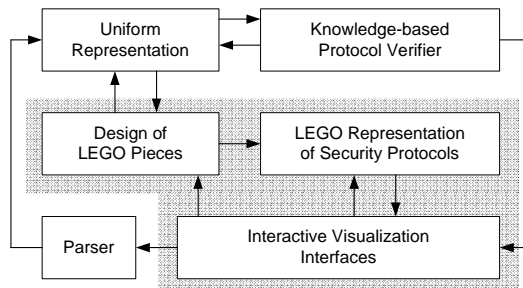 Uniform
Representation
Knowledge-based
Protocol Verifier
Design of
LEGO Pieces
LEGO Representation
of Security Protocols
Parser
Interactive Visualization
Interfaces